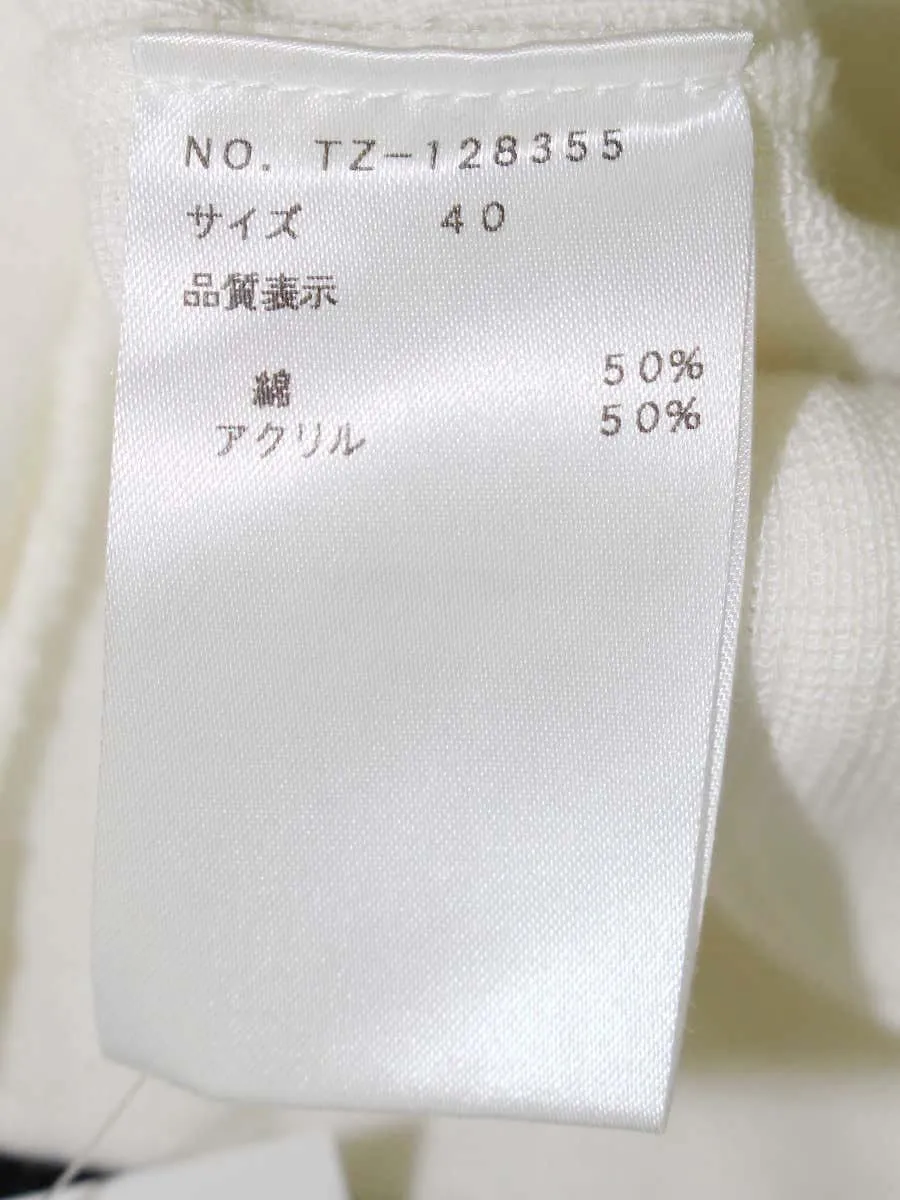 NO. TZ-128355
サイズ 40
品質表示
綿 50%
アクリル 50%